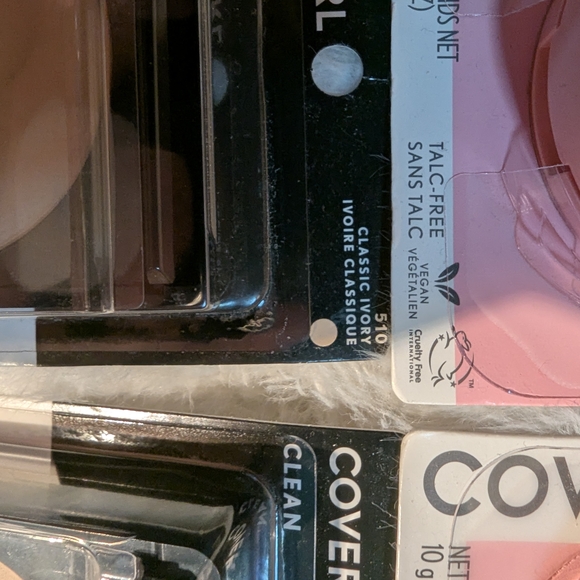 RL
510
CLASSIC IVORY
IVOIRE CLASSIQUE
NET
TALC-FREE
SANS TALC
VEGAN
VÉGÉTALIEN
Cruelty Free
INTERNATIONAL
TM
COVER
CLEAN
COV
NET
10 g